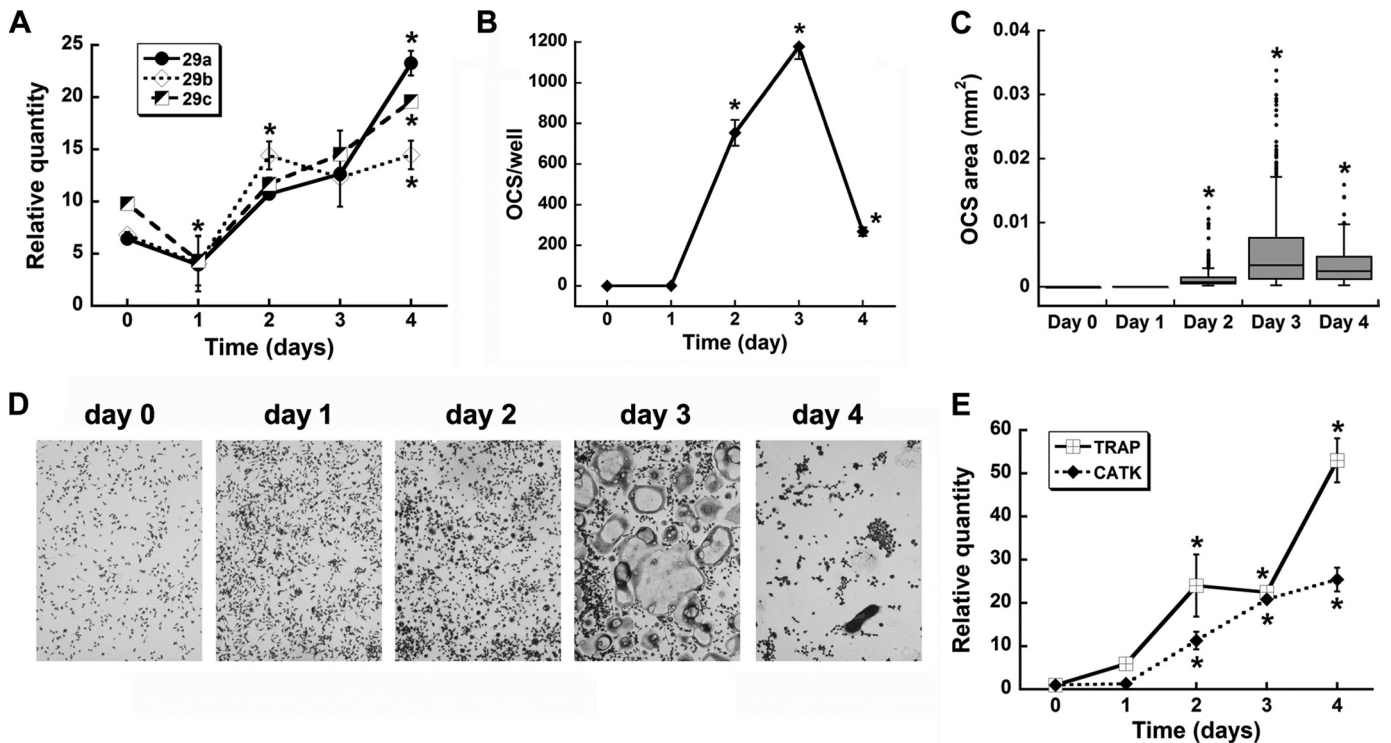 A
25
20
15
10
5
0
Relative quantity
29a
29b
29c
*
*
*
*
*
0 1 2 3 4
Time (days)
B
1200
1000
800
600
400
200
0
OCS/well
*
*
*
0 1 2 3 4
Time (day)
C
0.04
0.03
0.02
0.01
0
OCS area (mm²)
*
*
*
Day 0 Day 1 Day 2 Day 3 Day 4
D
day 0 day 1 day 2 day 3 day 4
E
60
50
40
30
20
10
0
Relative quantity
TRAP
CATK
*
*
*
*
*
*
0 1 2 3 4
Time (days)